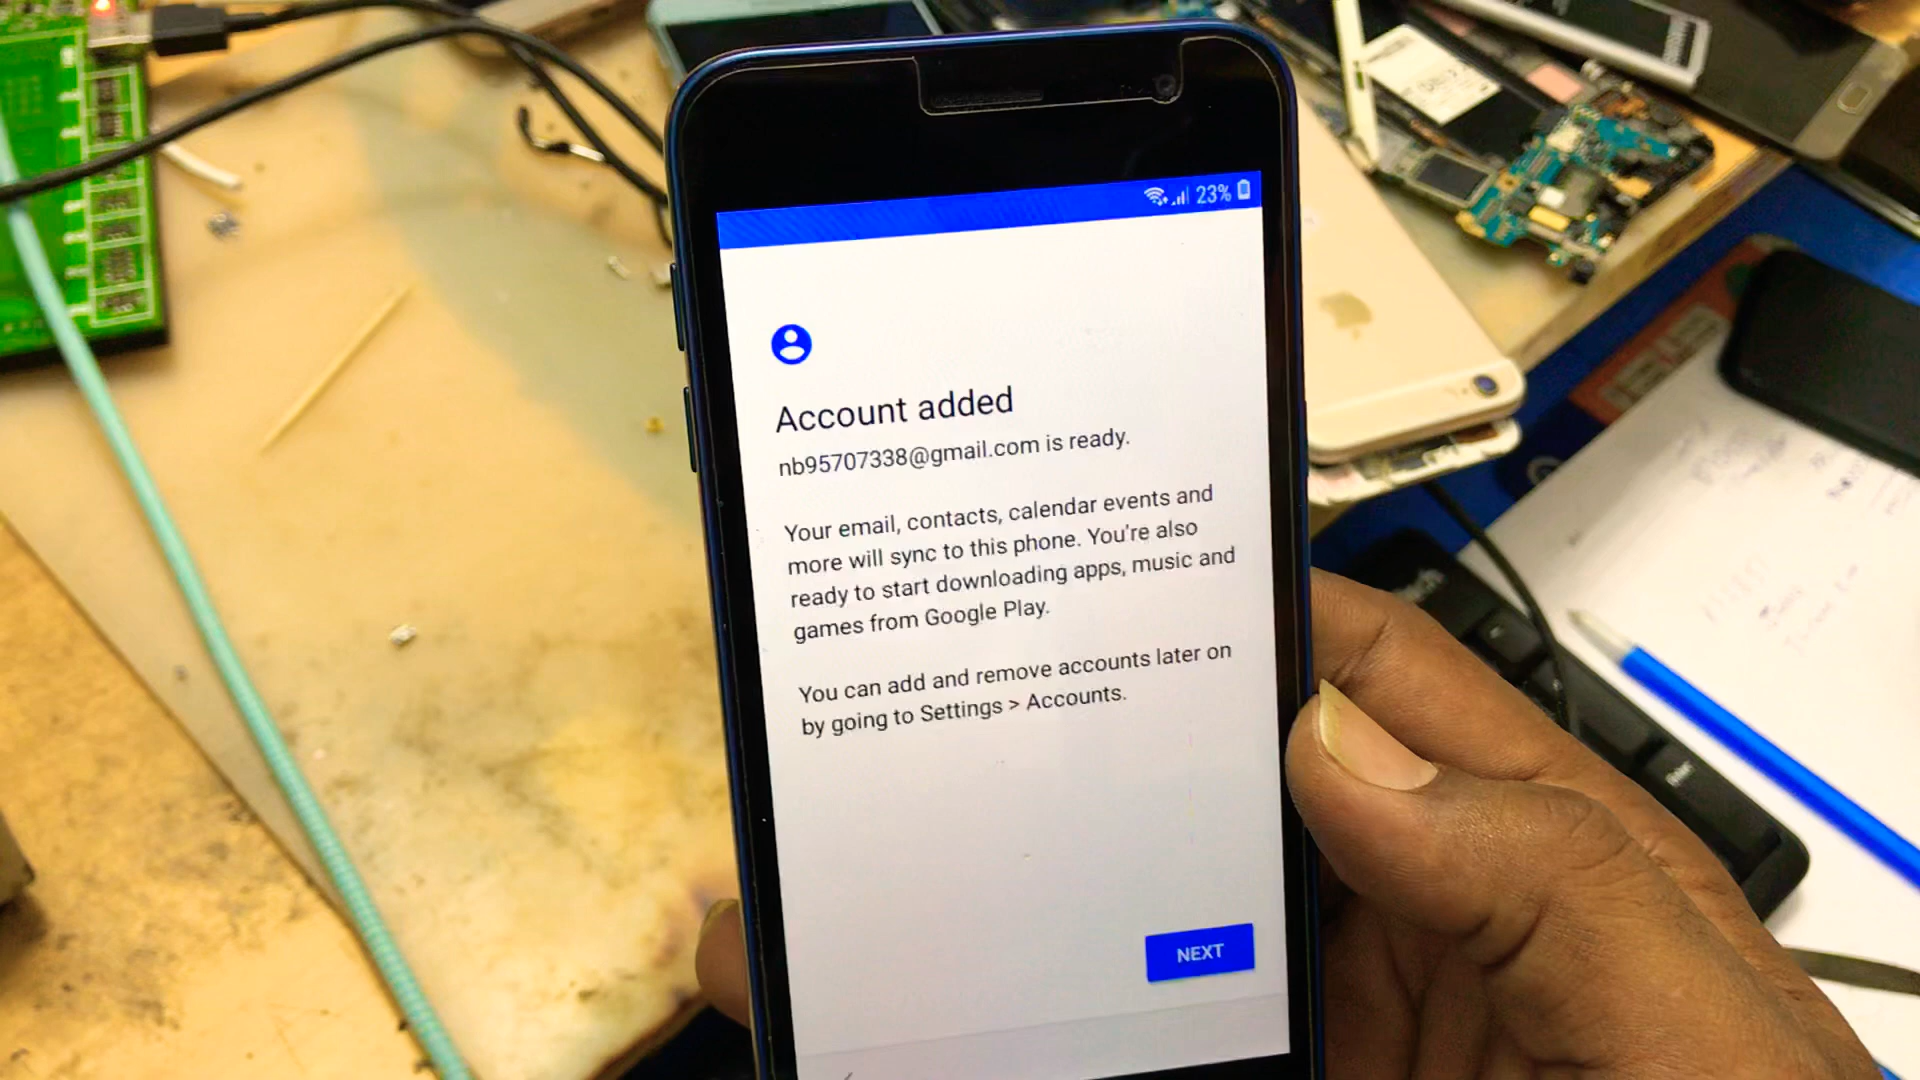 23%
Account added
nb95707338@gmail.com is ready.
Your email, contacts, calendar events and
more will sync to this phone. You're also
ready to start downloading apps, music and
games from Google Play.
You can add and remove accounts later on
by going to Settings > Accounts.
NEXT